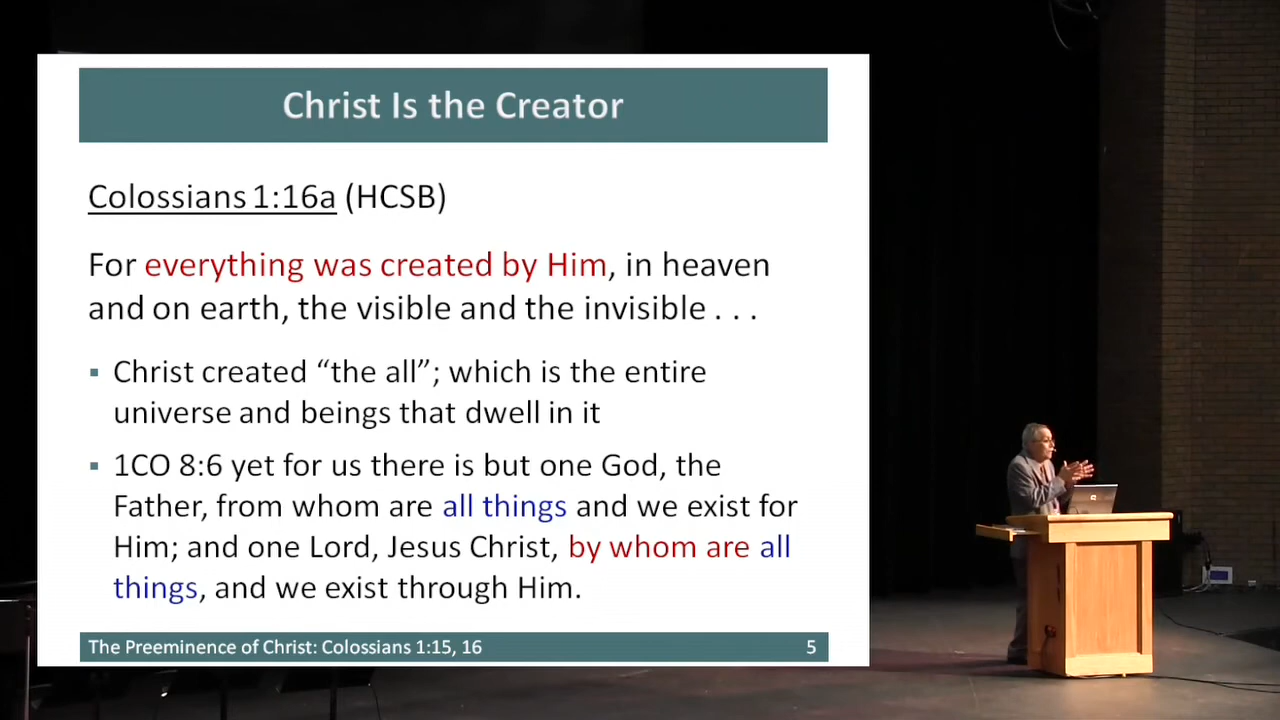 Christ Is the Creator
Colossians 1:16a (HCSB)
For everything was created by Him, in heaven
and on earth, the visible and the invisible . . .
▪ Christ created “the all”; which is the entire
universe and beings that dwell in it
▪ 1CO 8:6 yet for us there is but one God, the
Father, from whom are all things and we exist for
Him; and one Lord, Jesus Christ, by whom are all
things, and we exist through Him.
The Preeminence of Christ: Colossians 1:15, 16 5